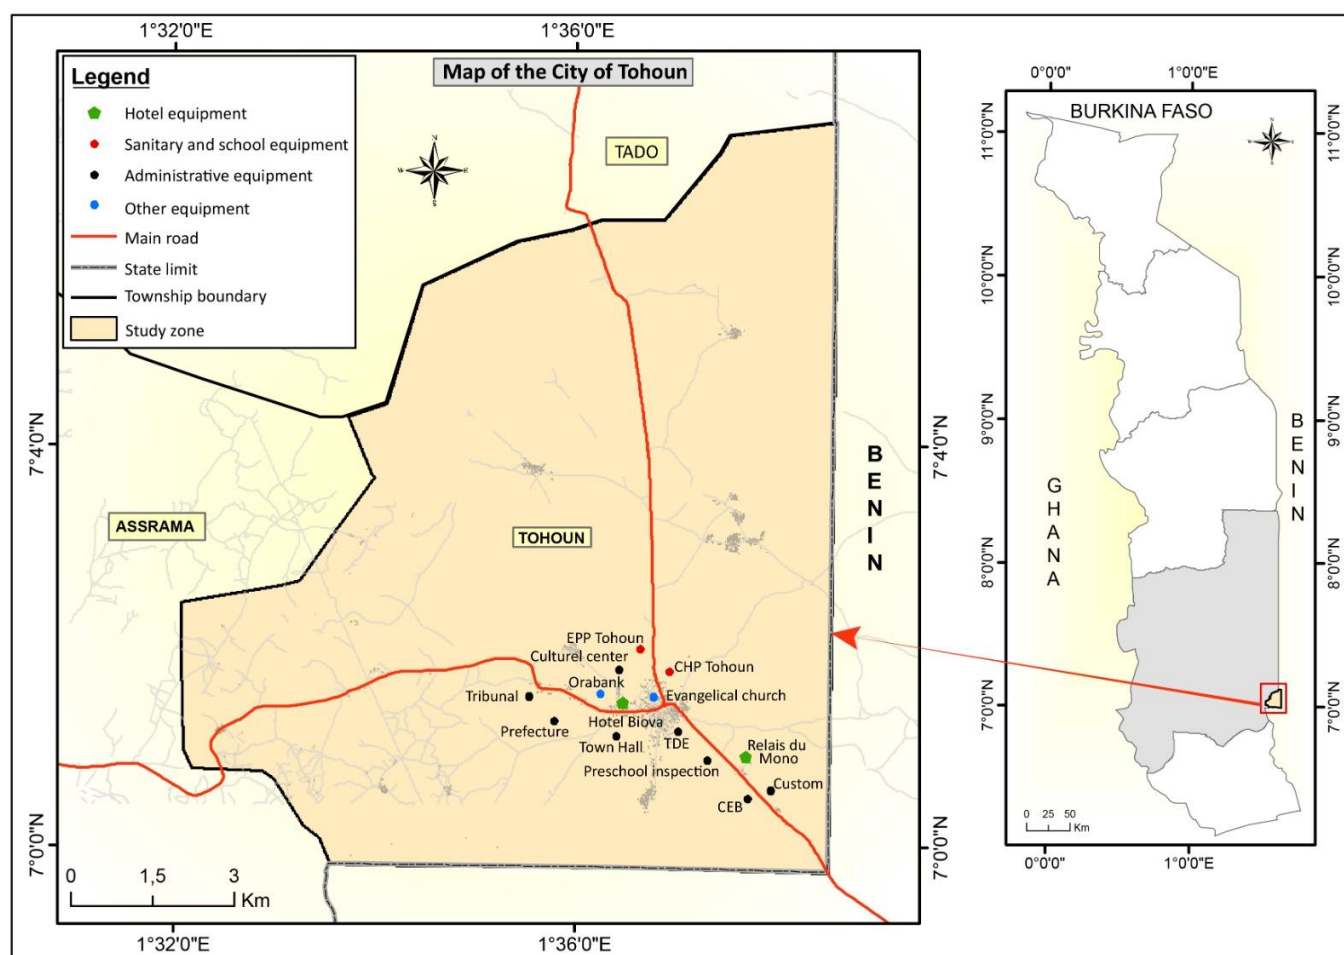 1°32'0"E
1°36'0"E
Map of the City of Tohoun
Legend
Hotel equipment
Sanitary and school equipment
Administrative equipment
Other equipment
Main road
State limit
Township boundary
Study zone
N
W
E
S
TADO
7°4'0"N
7°4'0"N
BENIN
ASSRAMA
TOHOUN
EPP Tohoun
Culturel center
CHP Tohoun
Orabank
Tribunal
Evangelical church
Hotel Biova
Prefecture
Town Hall
TDE
Relais du
Mono
Preschool inspection
Custom
CEB
7°0'0"N
7°0'0"N
0
1,5
3
Km
1°32'0"E
1°36'0"E
0°0'0"
1°0'0"E
BURKINA FASO
11°0'0"N
11°0'0"N
10°0'0"N
10°0'0"N
9°0'0"N
9°0'0"N
BENIN
GHANA
8°0'0"N
8°0'0"N
7°0'0"N
7°0'0"N
0 25 50
Km
0°0'0"
1°0'0"E